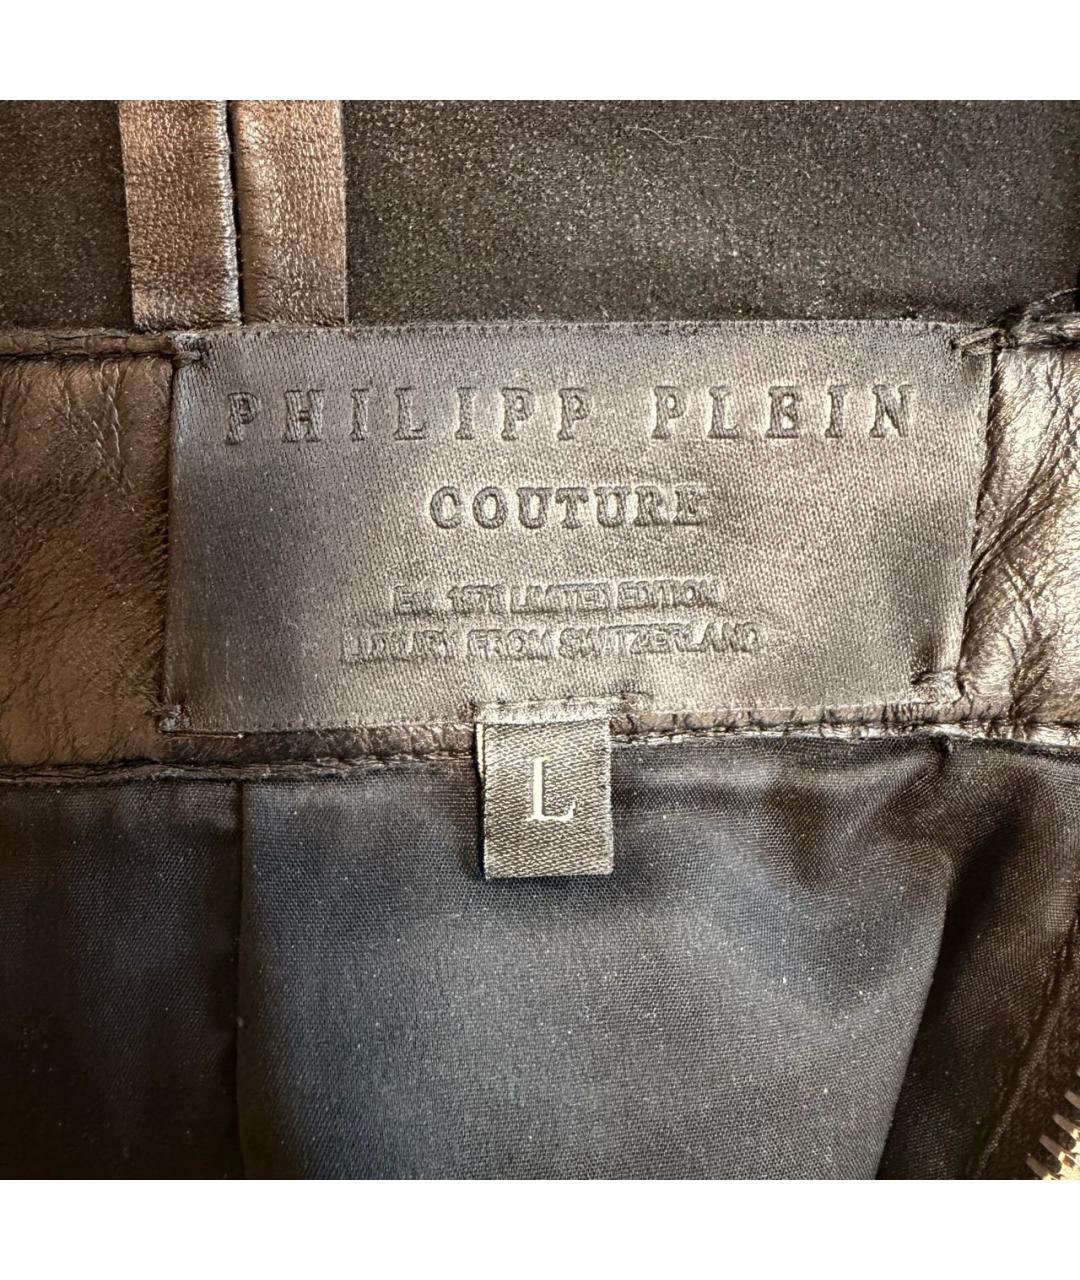 PHILIPP PLEIN
COUTURE
EST. 1978 LIMITED EDITION
LUXURY FROM SWITZERLAND
L